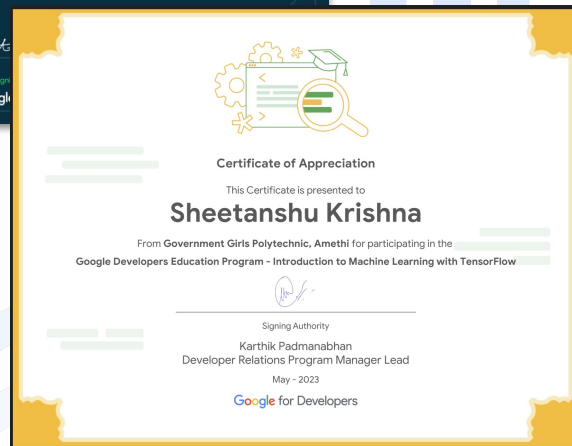 Certificate of Appreciation
This Certificate is presented to
Sheetanshu Krishna
From Government Girls Polytechnic, Amethi for participating in the
Google Developers Education Program - Introduction to Machine Learning with TensorFlow
Signing Authority
Karthik Padmanabhan
Developer Relations Program Manager Lead
May - 2023
Google for Developers